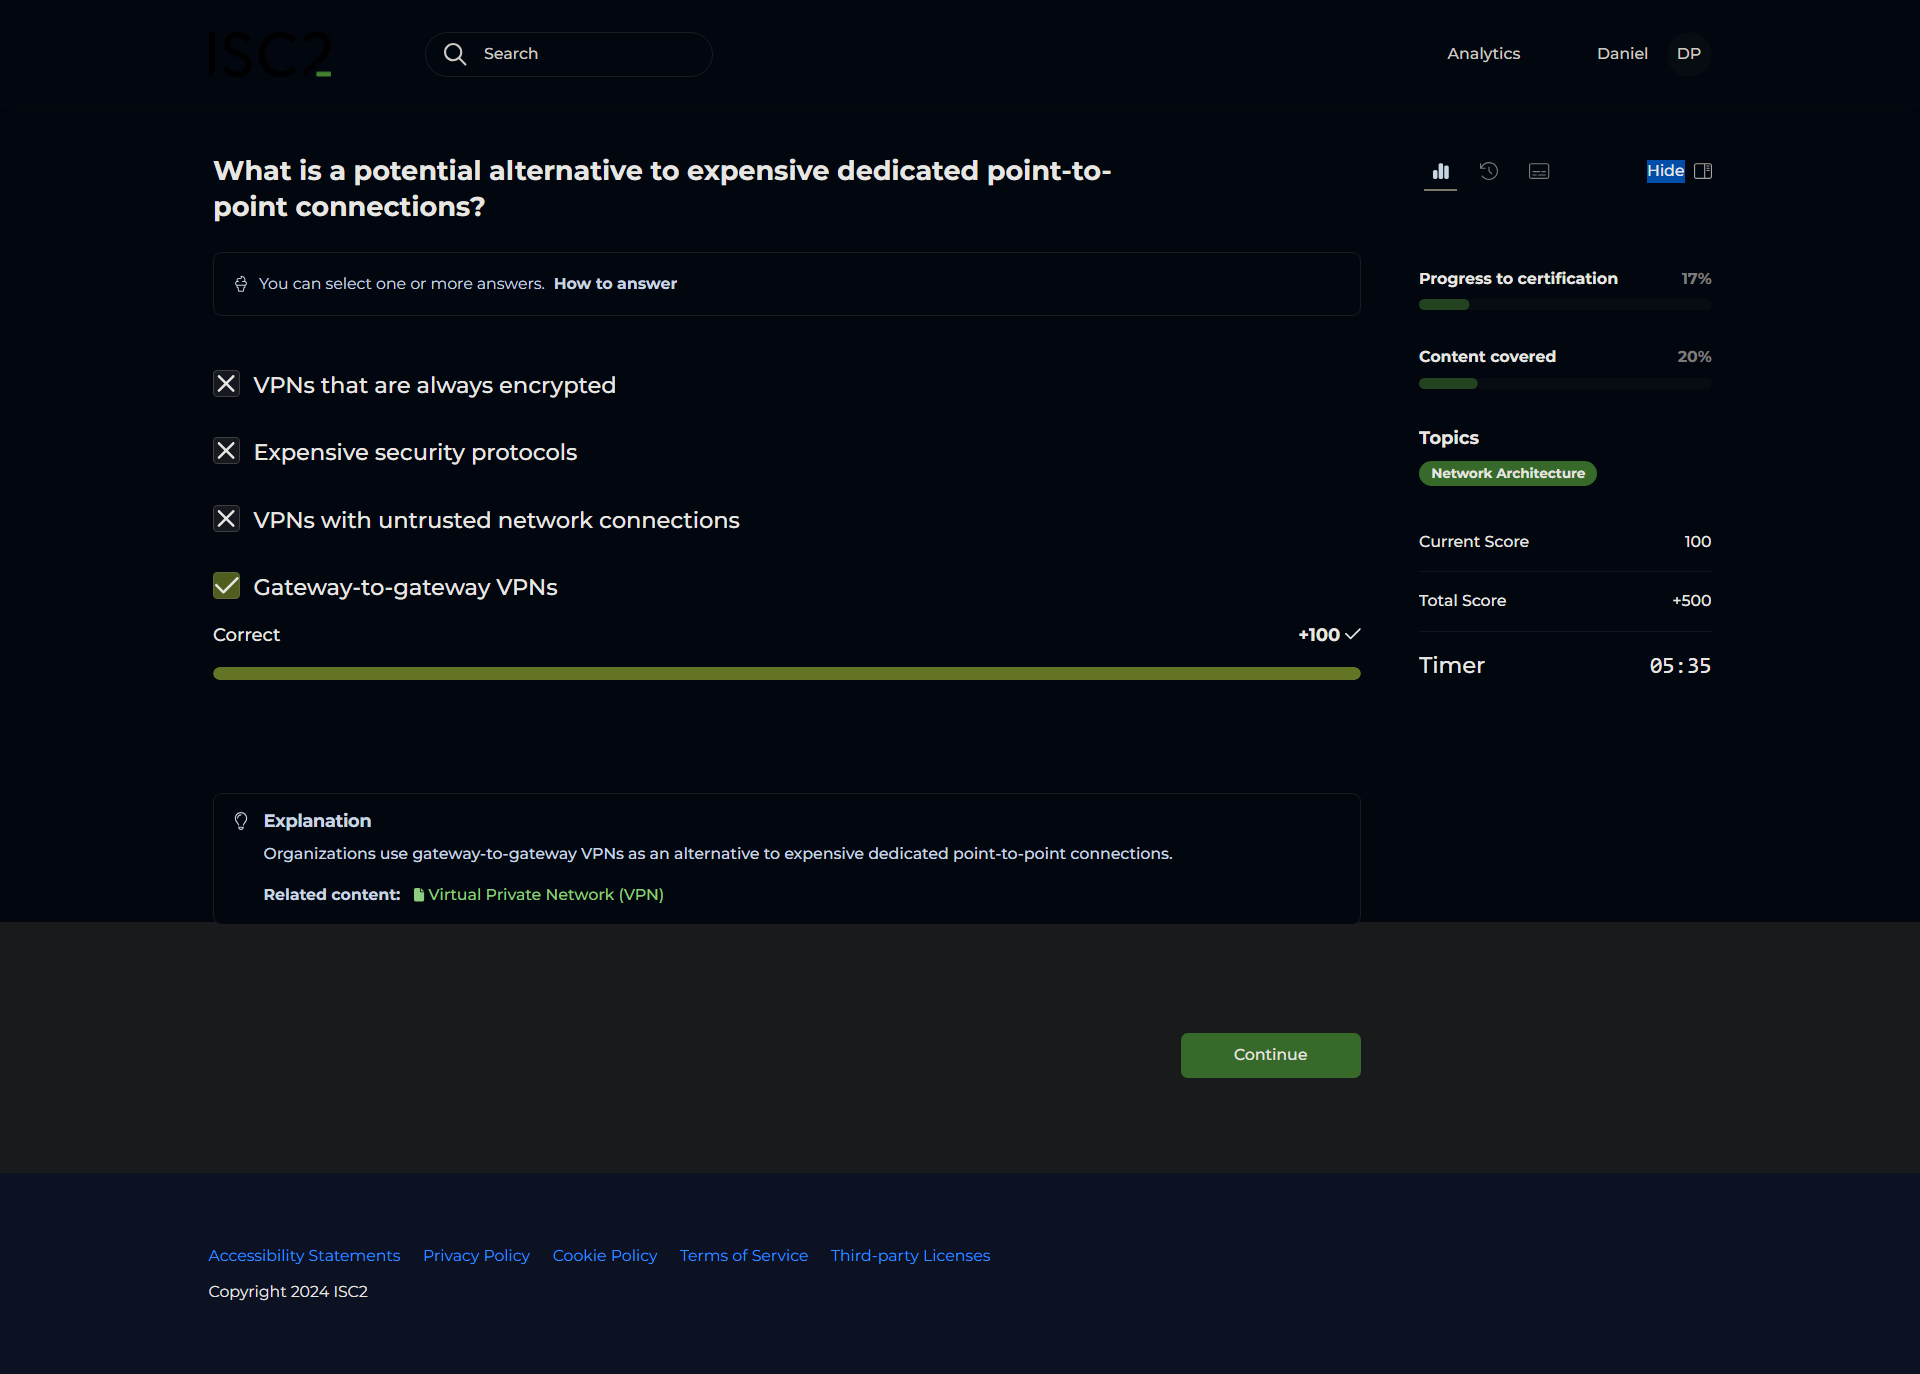 ISC2
Search
Analytics
Daniel
DP
What is a potential alternative to expensive dedicated point-to-
point connections?
Hide
You can select one or more answers. How to answer
VPNs that are always encrypted
Expensive security protocols
VPNs with untrusted network connections
Gateway-to-gateway VPNs
Correct
+100
Progress to certification 17%
Content covered 20%
Topics
Network Architecture
Current Score 100
Total Score +500
Timer 05:35
Explanation
Organizations use gateway-to-gateway VPNs as an alternative to expensive dedicated point-to-point connections.
Related content: Virtual Private Network (VPN)
Continue
Accessibility Statements Privacy Policy Cookie Policy Terms of Service Third-party Licenses
Copyright 2024 ISC2